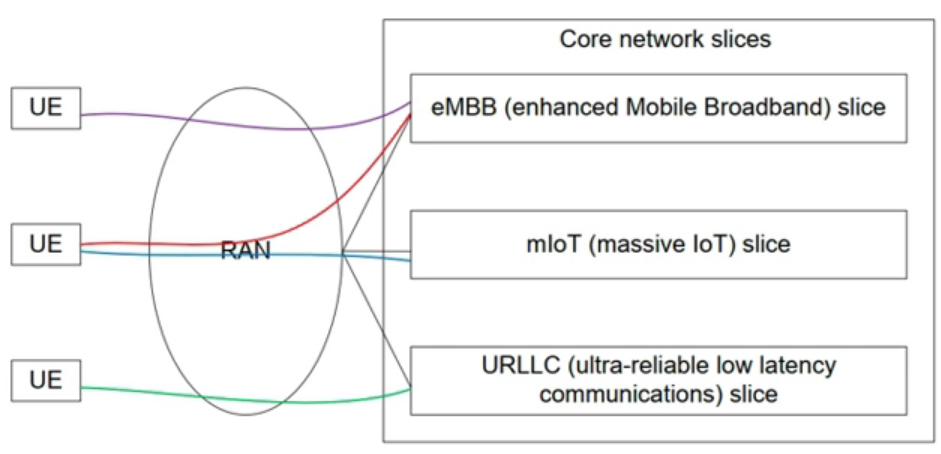 Core network slices
UE
eMBB (enhanced Mobile Broadband) slice
UE
RAN
mIoT (massive IoT) slice
UE
URLLC (ultra-reliable low latency
communications) slice